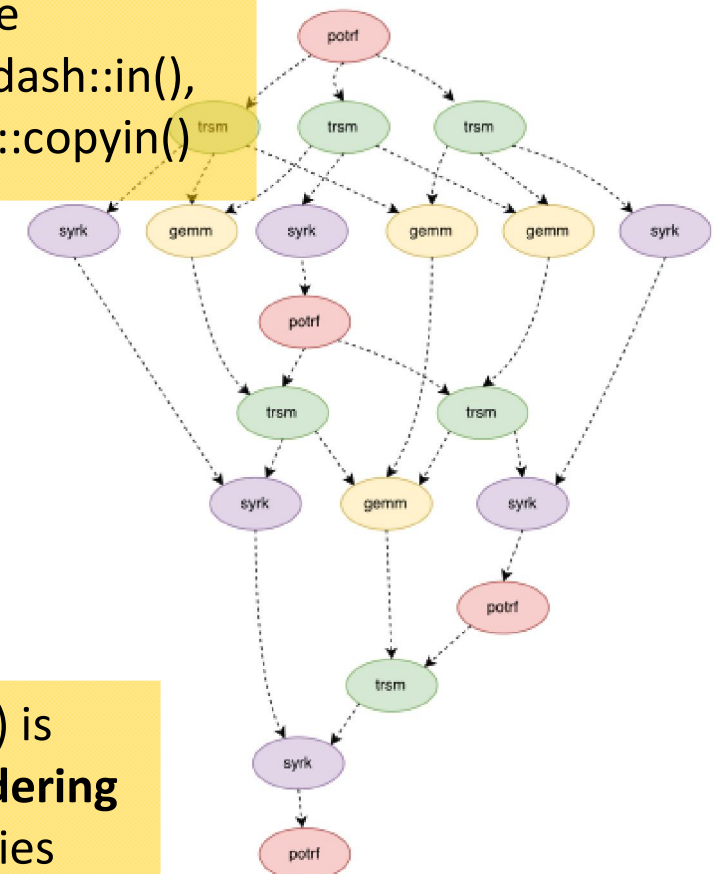 e
dash::in(),
::copyin()
potrf
trsm trsm trsm
syrk gemm syrk gemm gemm syrk
potrf
trsm trsm
syrk gemm syrk
potrf
trsm
syrk
potrf
) is
dering
ies